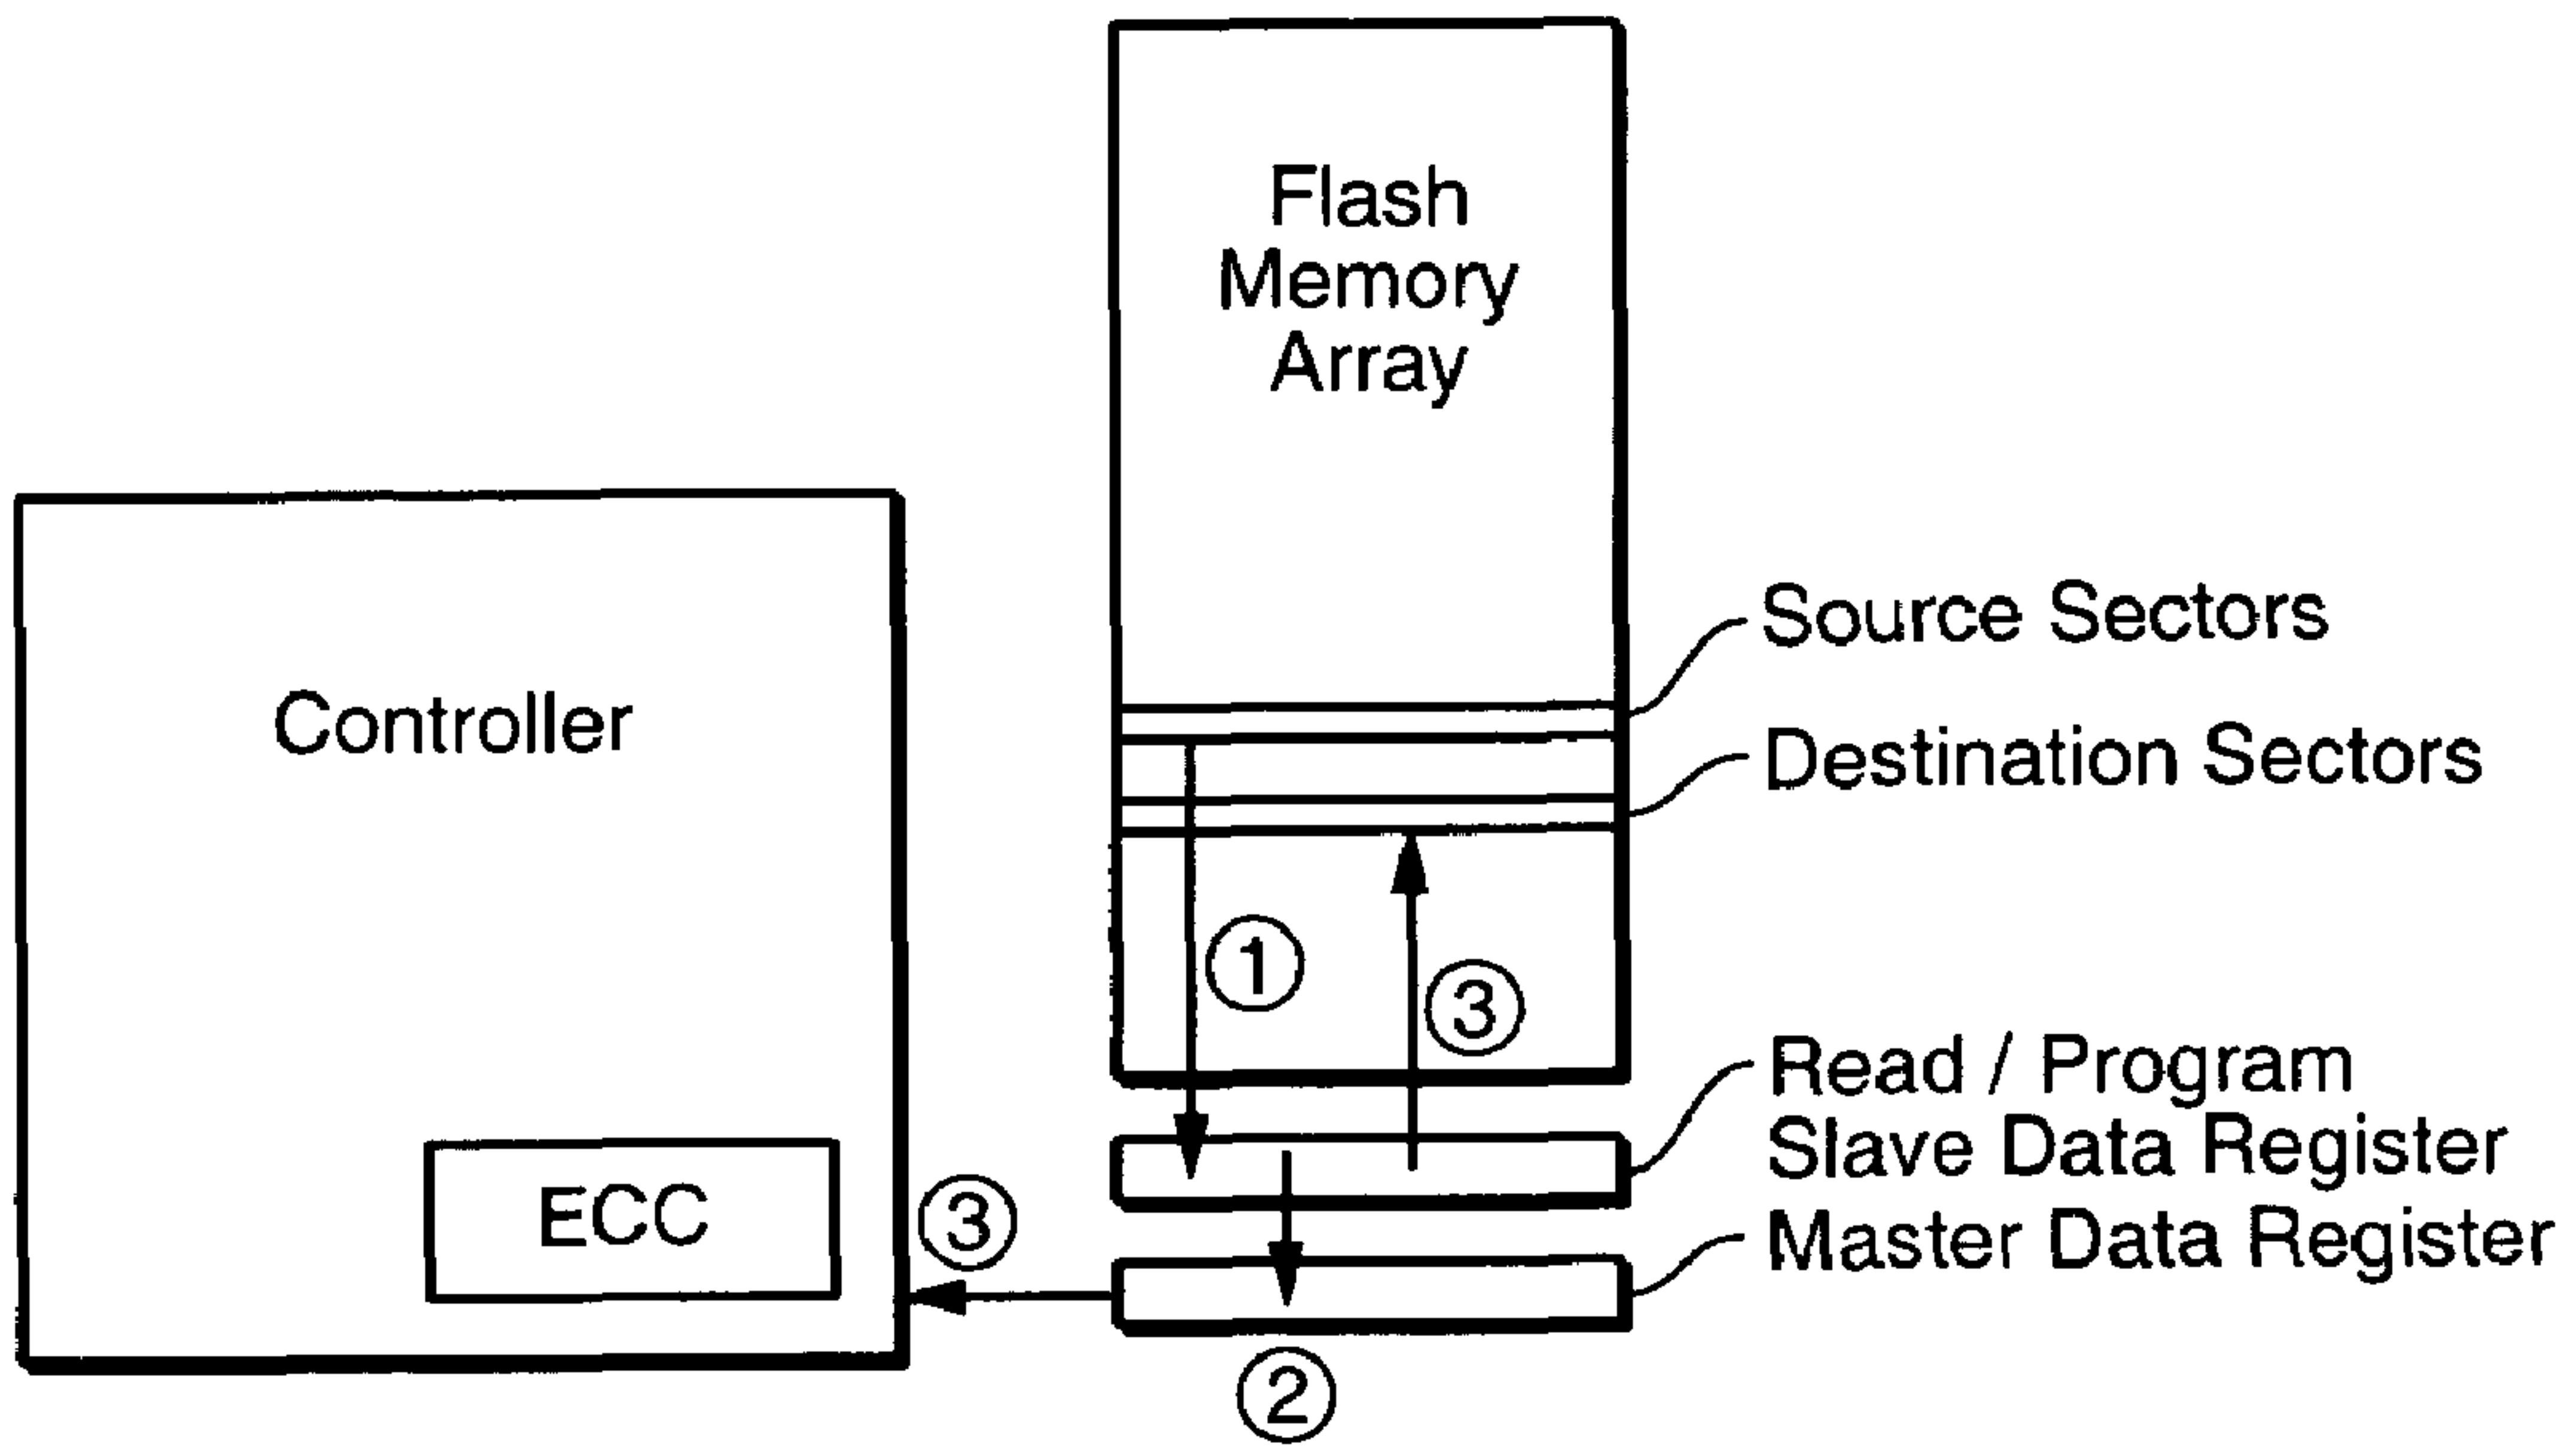 Flash
Memory
Array
Source Sectors
Controller
Destination Sectors
①
③
Read / Program
Slave Data Register
ECC
③
Master Data Register
②